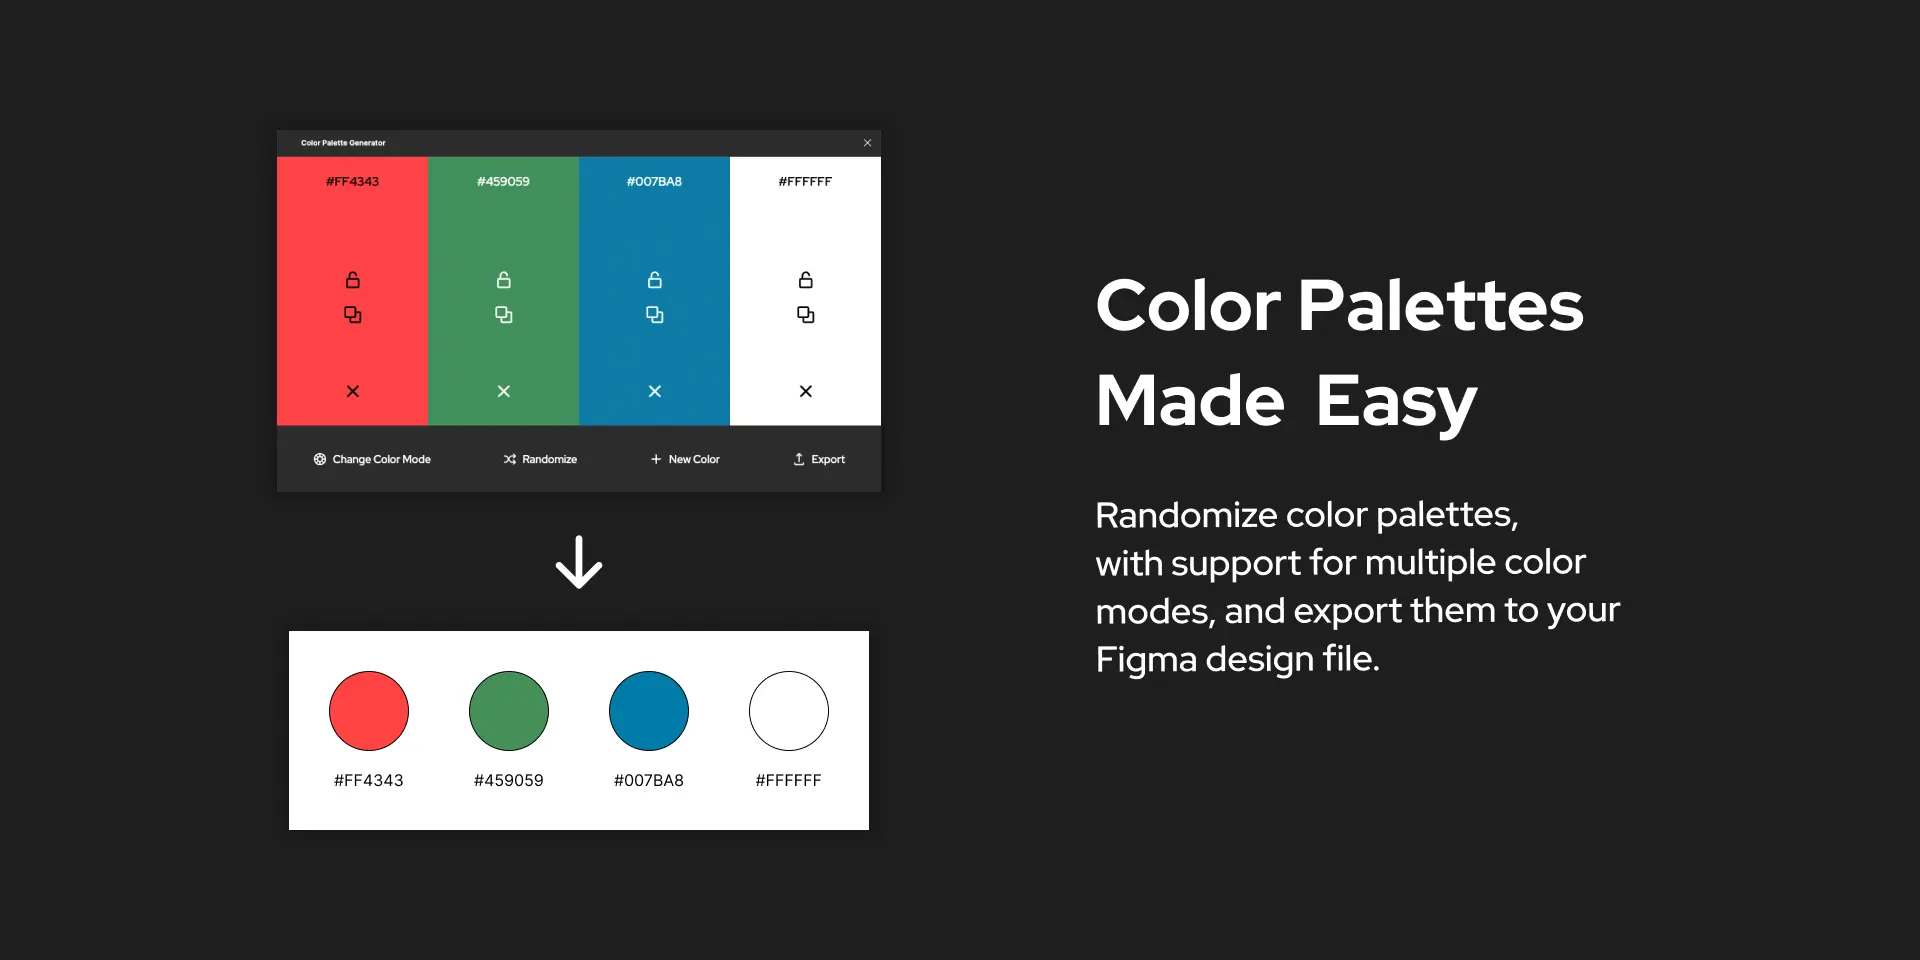 Color Palette Generator
#FF4343
#459059
#007BA8
#FFFFFF
Change Color Mode
Randomize
New Color
Export
#FF4343
#459059
#007BA8
#FFFFFF
Color Palettes
Made Easy
Randomize color palettes,
with support for multiple color
modes, and export them to your
Figma design file.